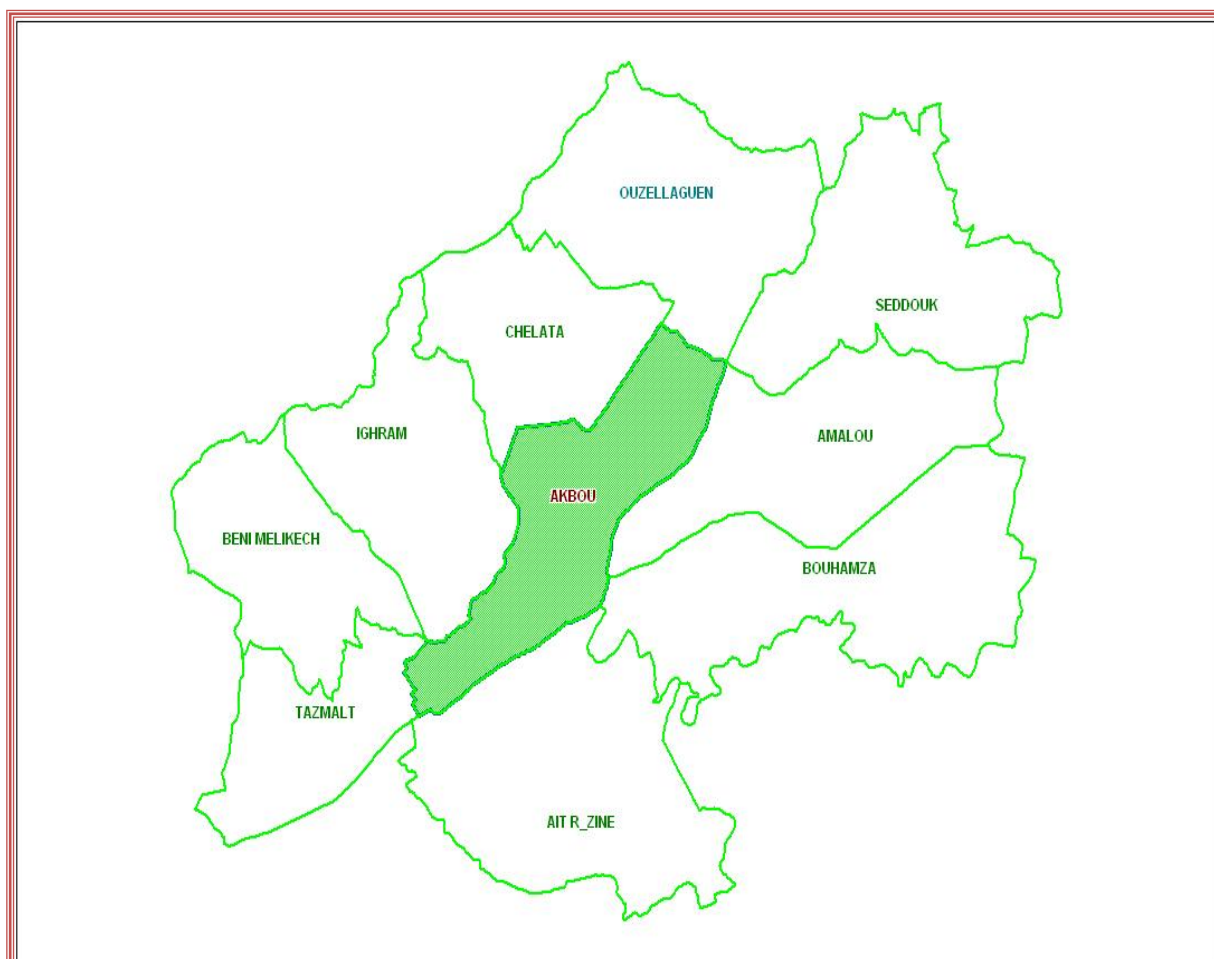 OUZELLAGUEN
SEDDOUK
CHELATA
IGHRAM
AMALOU
AKBOU
BENI MELIKECH
BOUHAMZA
TAZMALT
AIT R_ZINE